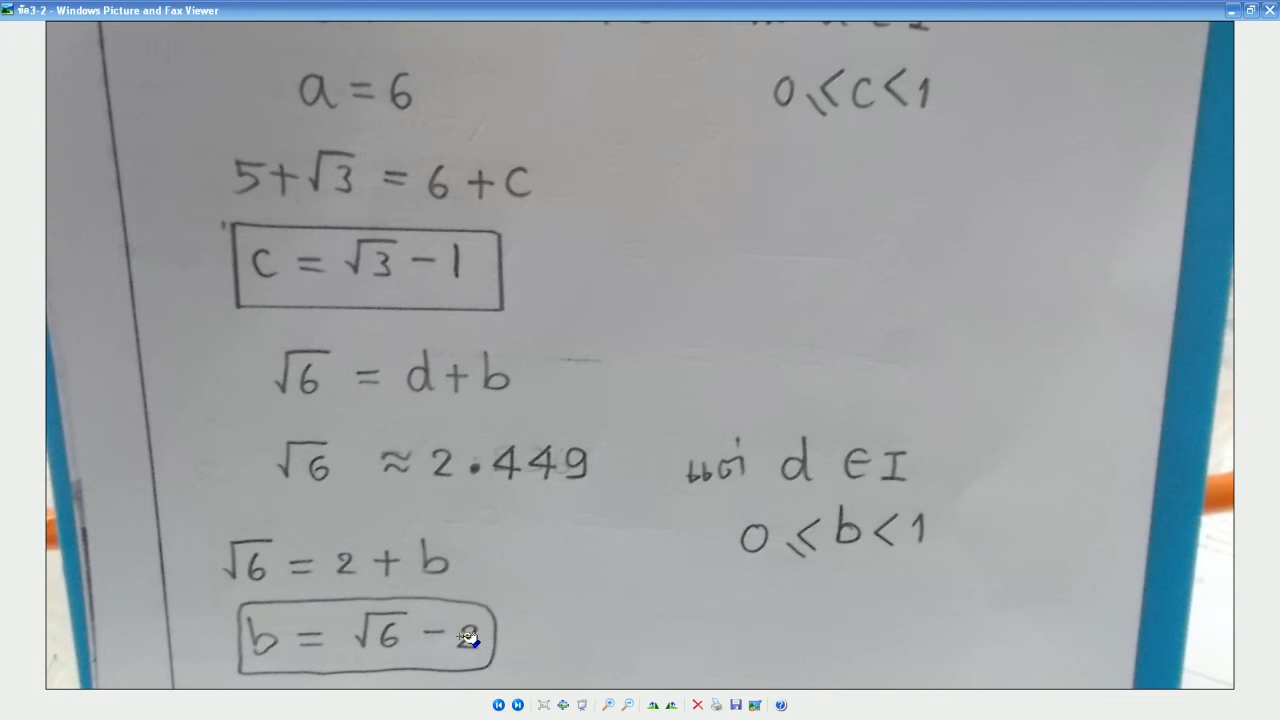 ข้อ3-2 - Windows Picture and Fax Viewer
a = 6 0 ⩽ c < 1
5+√3 = 6 + c
c = √3 - 1
√6 = d + b
√6 ≈ 2.449 แต่ d ∈ I
0 ⩽ b < 1
√6 = 2 + b
b = √6 - 2